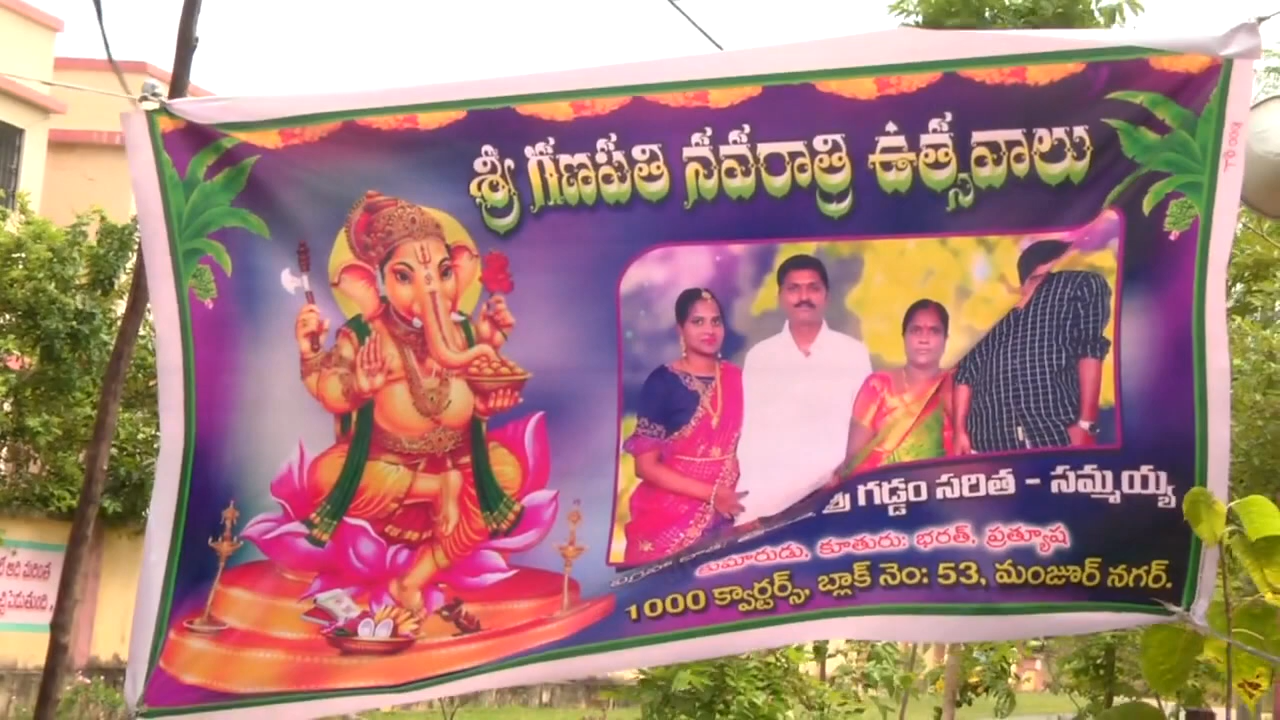 శ్రీ గణపతి నవరాత్రి ఉత్సవాలు
శ్రీ గడ్డం సరిత - సమ్మయ్య
కుమారుడు, కూతురు: భరత్, ప్రత్యూష
1000 క్వార్టర్స్, బ్లాక్ నెం: 53, మంజూర్ నగర్.